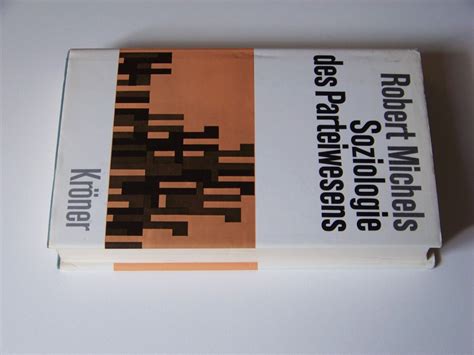 Robert Michels
Soziologie
des Parteiwesens
Kröner